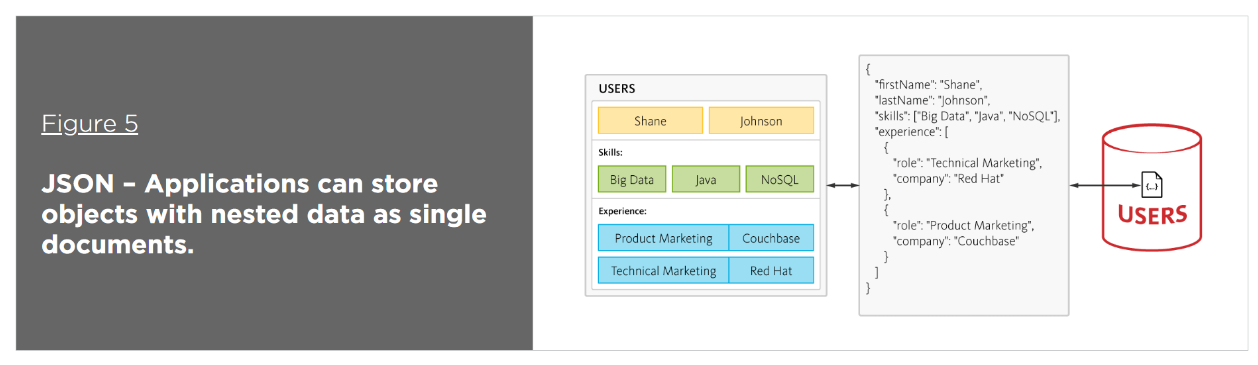 Figure 5
JSON – Applications can store
objects with nested data as single
documents.
USERS
Shane
Johnson
Skills:
Big Data
Java
NoSQL
Experience:
Product Marketing
Couchbase
Technical Marketing
Red Hat
{
"firstName": "Shane",
"lastName": "Johnson",
"skills": ["Big Data", "Java", "NoSQL"],
"experience": [
{
"role": "Technical Marketing",
"company": "Red Hat"
},
{
"role": "Product Marketing",
"company": "Couchbase"
}
]
}
{...}
USERS